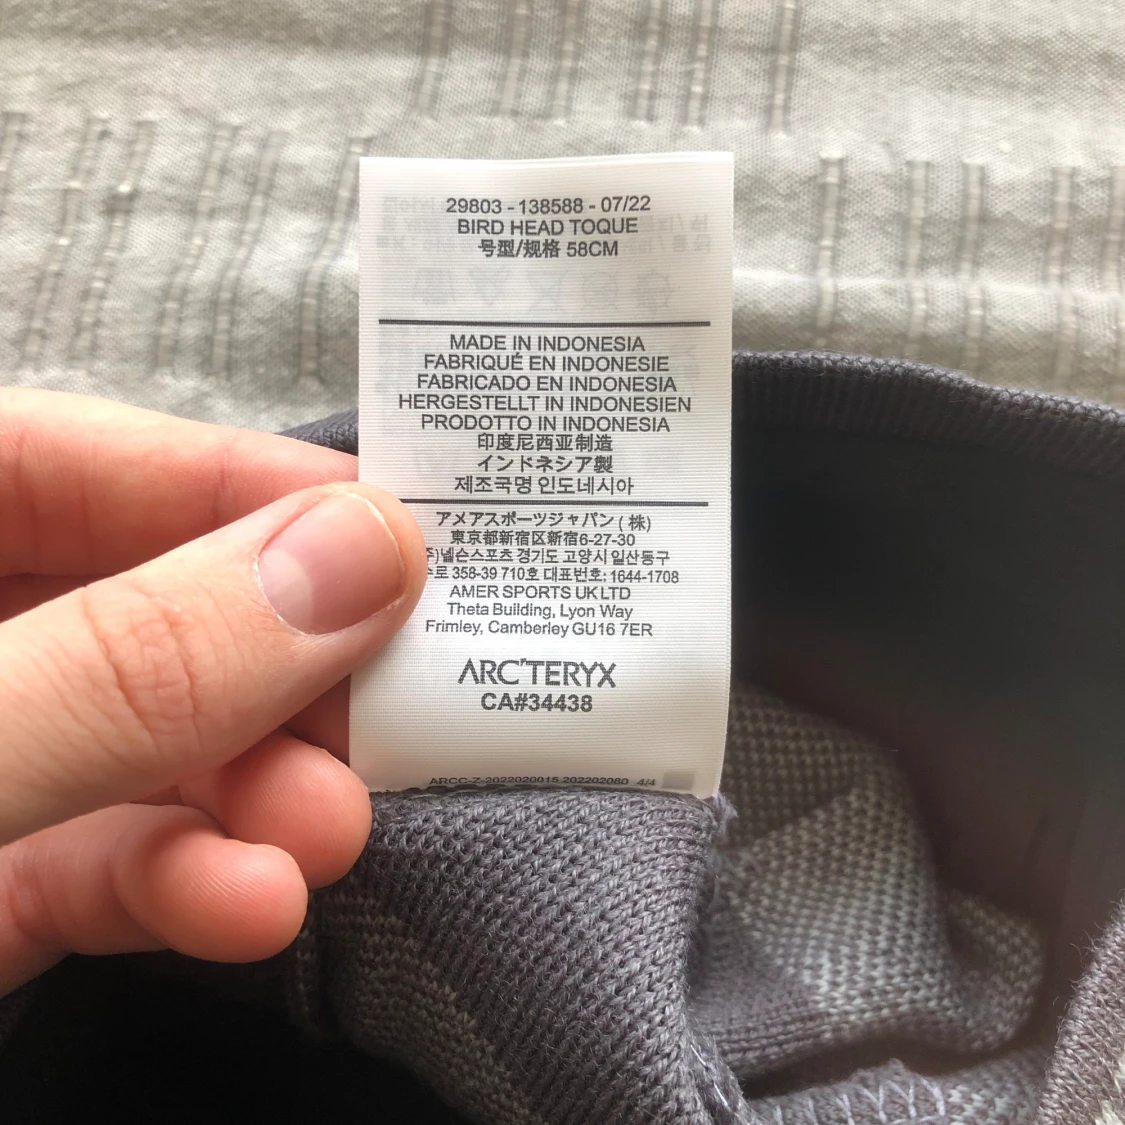 29803 - 138588 - 07/22
BIRD HEAD TOQUE
号型/规格 58CM
MADE IN INDONESIA
FABRIQUÉ EN INDONESIE
FABRICADO EN INDONESIA
HERGESTELLT IN INDONESIEN
PRODOTTO IN INDONESIA
印度尼西亚制造
インドネシア製
제조국명 인도네시아
アメアスポーツジャパン ( 株)
東京都新宿区新宿6-27-30
넬슨스포츠 경기도 고양시 일산동구
358-39 710호 대표번호: 1644-1708
AMER SPORTS UK LTD
Theta Building, Lyon Way
Frimley, Camberley GU16 7ER
ARC'TERYX
CA#34438
ARCC-Z-2022020015 202202080 4/4